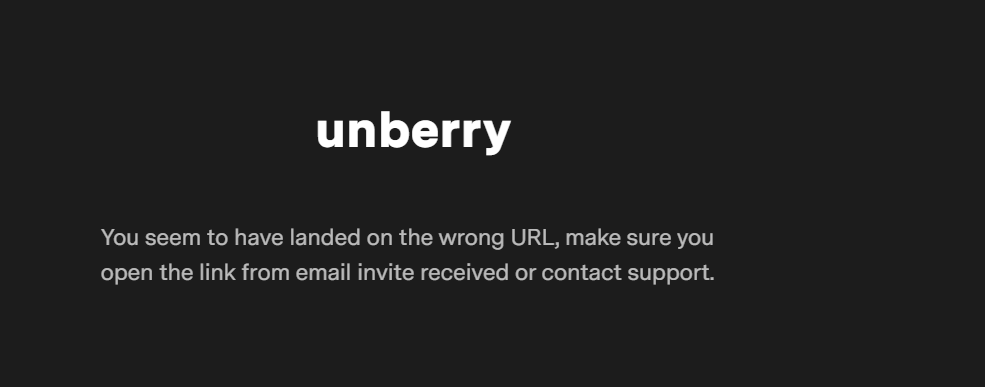 unberry
You seem to have landed on the wrong URL, make sure you
open the link from email invite received or contact support.